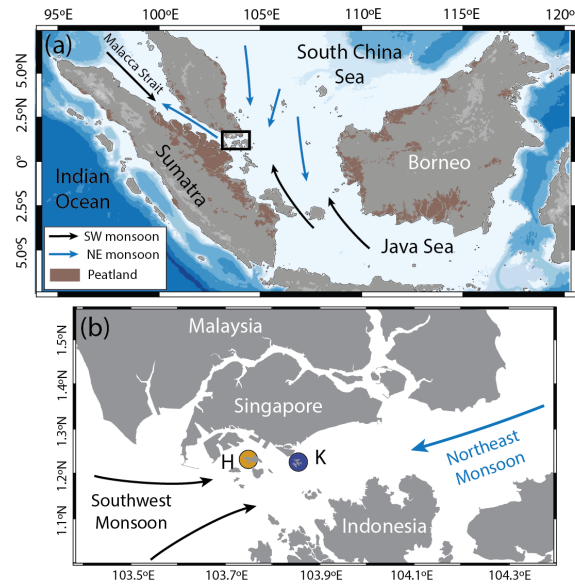 95°E
100°E
105°E
110°E
115°E
120°E
(a)
Malacca Strait
South China
Sea
5.0°N
2.5°N
0°
2.5°S
5.0°S
Sumatra
Borneo
Indian
Ocean
Java Sea
SW monsoon
NE monsoon
Peatland
(b)
Malaysia
1.5°N
1.4°N
1.3°N
1.2°N
1.1°N
Singapore
H
K
Northeast
Monsoon
Southwest
Monsoon
Indonesia
103.5°E
103.7°E
103.9°E
104.1°E
104.3°E